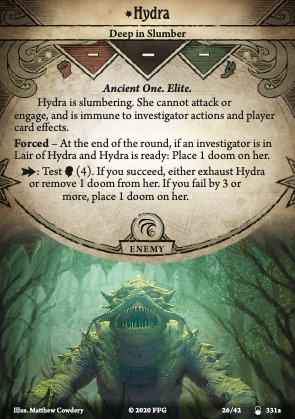 *Hydra
Deep in Slumber
– – –
Ancient One. Elite.
Hydra is slumbering. She cannot attack or
engage, and is immune to investigator actions and player
card effects.
Forced – At the end of the round, if an investigator is in
Lair of Hydra and Hydra is ready: Place 1 doom on her.
: Test (4). If you succeed, either exhaust Hydra
or remove 1 doom from her. If you fail by 3 or
more, place 1 doom on her.
ENEMY
Illus. Matthew Cowdery © 2020 FFG 26/42 331a